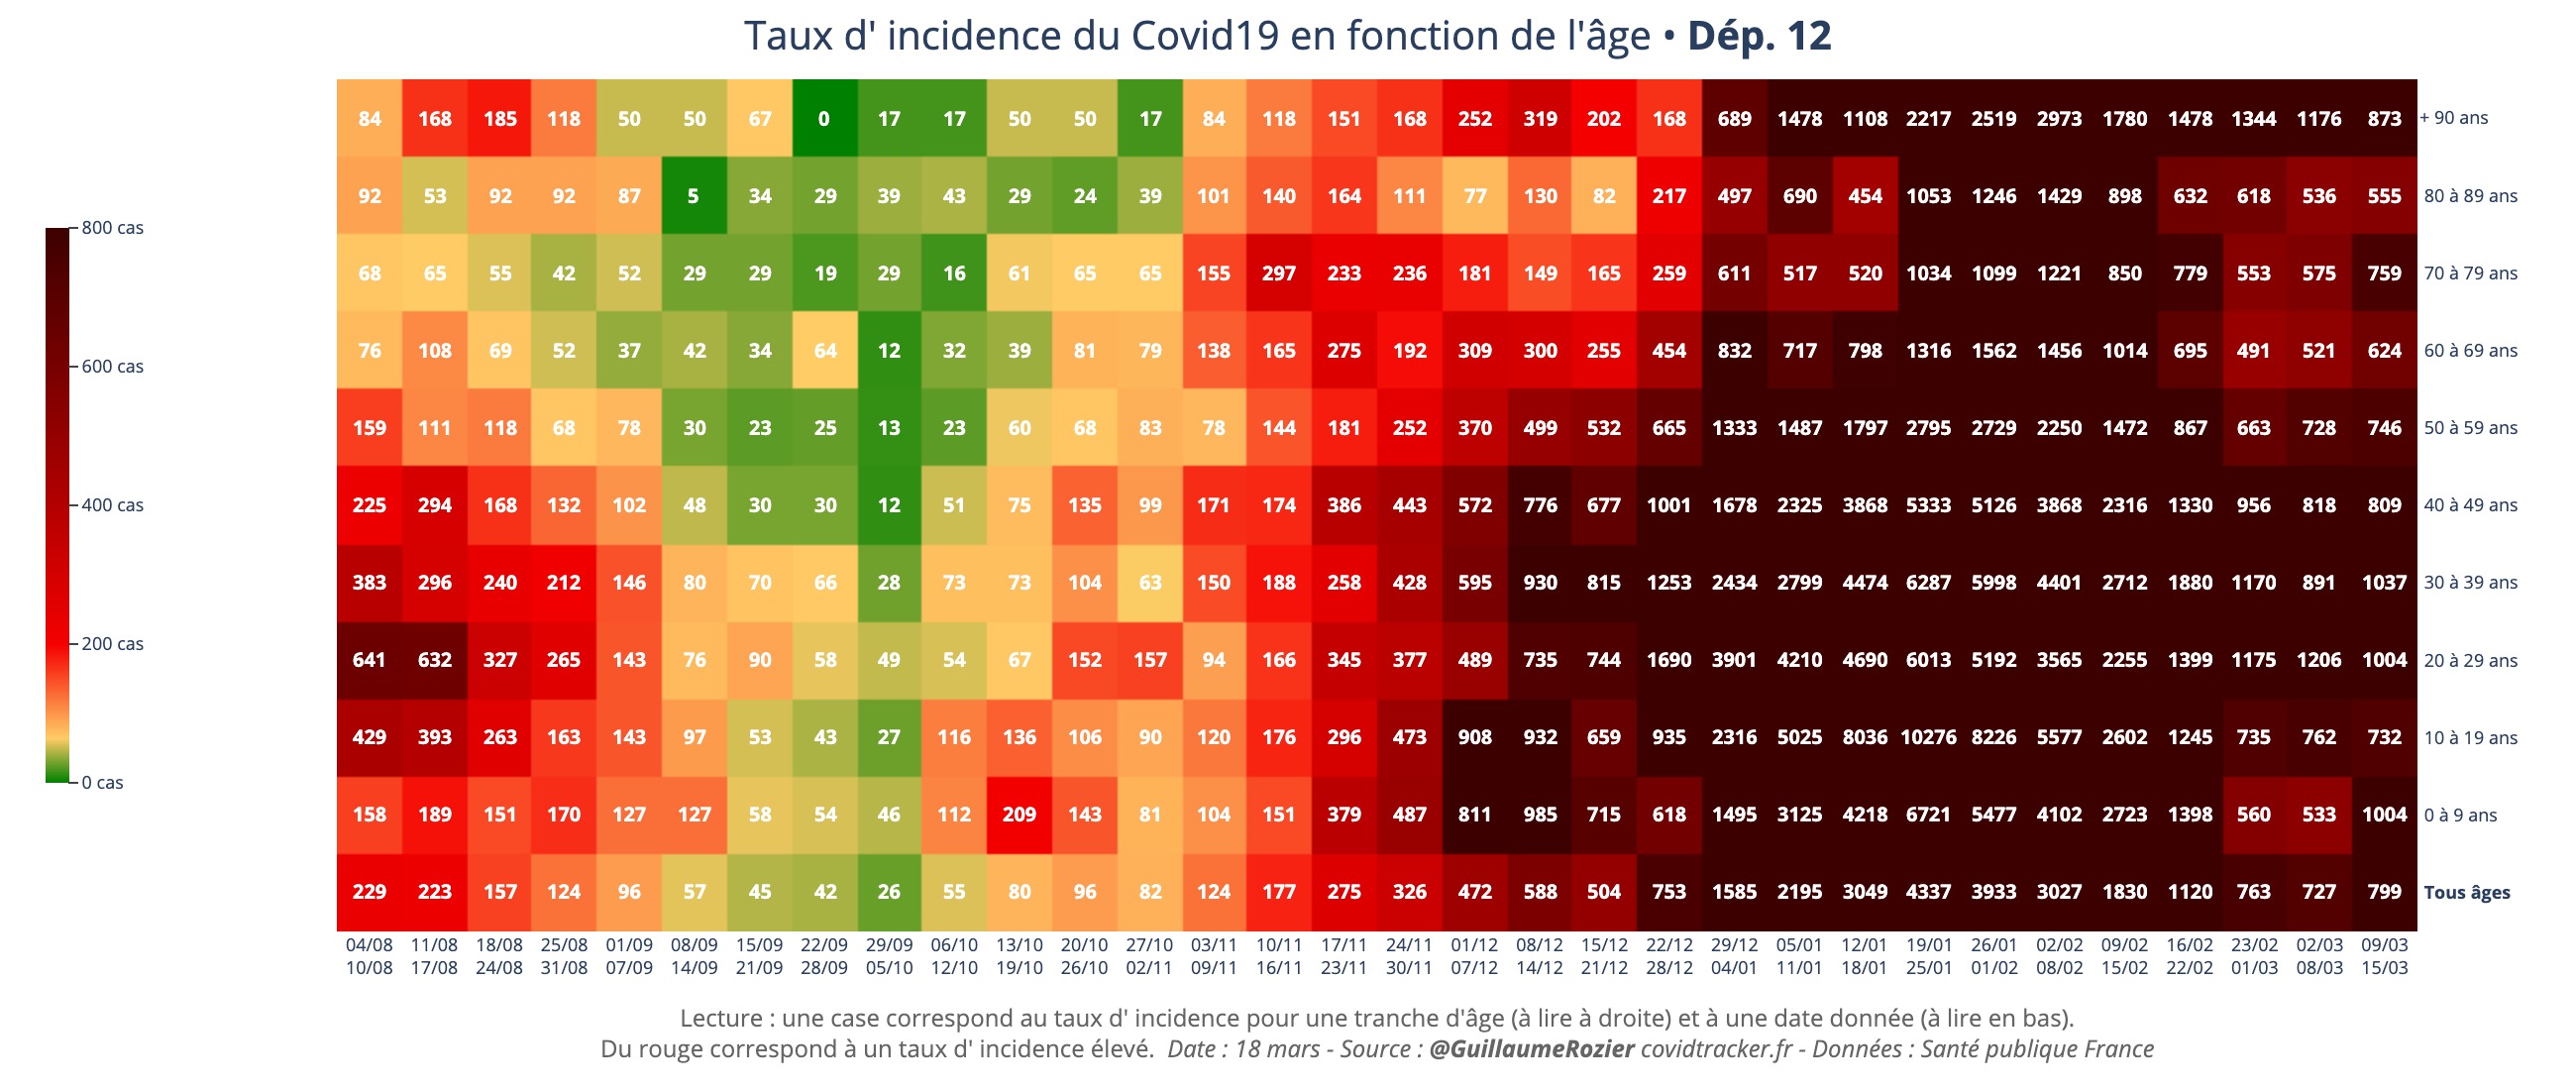 Taux d' incidence du Covid19 en fonction de l'âge • Dép. 12
84 168 185 118 50 50 67 0 17 17 50 50 17 84 118 151 168 252 319 202 168 689 1478 1108 2217 2519 2973 1780 1478 1344 1176 873 + 90 ans
92 53 92 92 87 5 34 29 39 43 29 24 39 101 140 164 111 77 130 82 217 497 690 454 1053 1246 1429 898 632 618 536 555 80 à 89 ans
800 cas
68 65 55 42 52 29 29 19 29 16 61 65 65 155 297 233 236 181 149 165 259 611 517 520 1034 1099 1221 850 779 553 575 759 70 à 79 ans
76 108 69 52 37 42 34 64 12 32 39 81 79 138 165 275 192 309 300 255 454 832 717 798 1316 1562 1456 1014 695 491 521 624 60 à 69 ans
600 cas
159 111 118 68 78 30 23 25 13 23 60 68 83 78 144 181 252 370 499 532 665 1333 1487 1797 2795 2729 2250 1472 867 663 728 746 50 à 59 ans
400 cas
225 294 168 132 102 48 30 30 12 51 75 135 99 171 174 386 443 572 776 677 1001 1678 2325 3868 5333 5126 3868 2316 1330 956 818 809 40 à 49 ans
383 296 240 212 146 80 70 66 28 73 73 104 63 150 188 258 428 595 930 815 1253 2434 2799 4474 6287 5998 4401 2712 1880 1170 891 1037 30 à 39 ans
200 cas
641 632 327 265 143 76 90 58 49 54 67 152 157 94 166 345 377 489 735 744 1690 3901 4210 4690 6013 5192 3565 2255 1399 1175 1206 1004 20 à 29 ans
429 393 263 163 143 97 53 43 27 116 136 106 90 120 176 296 473 908 932 659 935 2316 5025 8036 10276 8226 5577 2602 1245 735 762 732 10 à 19 ans
0 cas
158 189 151 170 127 127 58 54 46 112 209 143 81 104 151 379 487 811 985 715 618 1495 3125 4218 6721 5477 4102 2723 1398 560 533 1004 0 à 9 ans
229 223 157 124 96 57 45 42 26 55 80 96 82 124 177 275 326 472 588 504 753 1585 2195 3049 4337 3933 3027 1830 1120 763 727 799 Tous âges
04/08 11/08 18/08 25/08 01/09 08/09 15/09 22/09 29/09 06/10 13/10 20/10 27/10 03/11 10/11 17/11 24/11 01/12 08/12 15/12 22/12 29/12 05/01 12/01 19/01 26/01 02/02 09/02 16/02 23/02 02/03 09/03
10/08 17/08 24/08 31/08 07/09 14/09 21/09 28/09 05/10 12/10 19/10 26/10 02/11 09/11 16/11 23/11 30/11 07/12 14/12 21/12 28/12 04/01 11/01 18/01 25/01 01/02 08/02 15/02 22/02 01/03 08/03 15/03
Lecture : une case correspond au taux d' incidence pour une tranche d'âge (à lire à droite) et à une date donnée (à lire en bas).
Du rouge correspond à un taux d' incidence élevé. Date : 18 mars - Source : @GuillaumeRozier covidtracker.fr - Données : Santé publique France